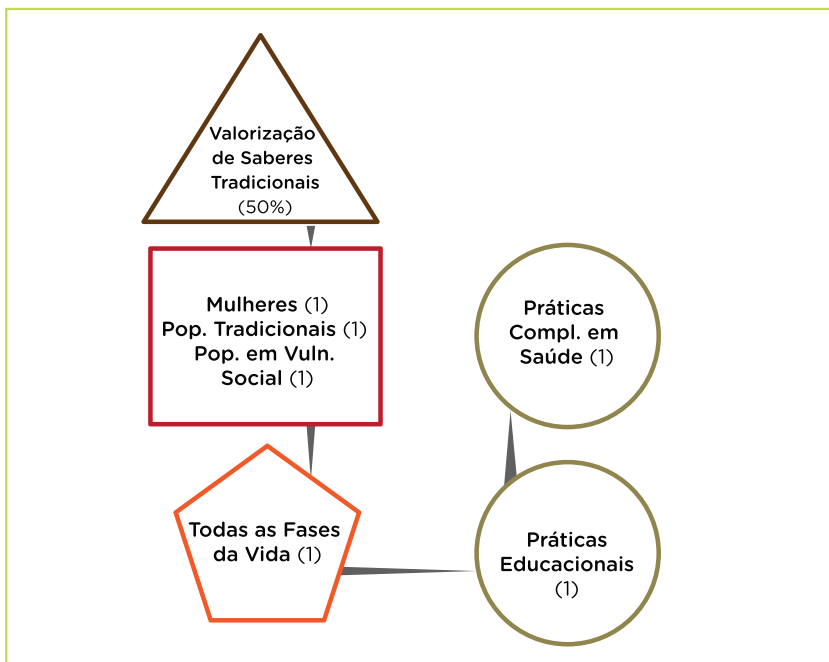 Valorização
de Saberes
Tradicionais
(50%)
Mulheres (1)
Pop. Tradicionais (1)
Pop. em Vuln.
Social (1)
Todas as Fases
da Vida (1)
Práticas
Educacionais
(1)
Práticas
Compl. em
Saúde (1)